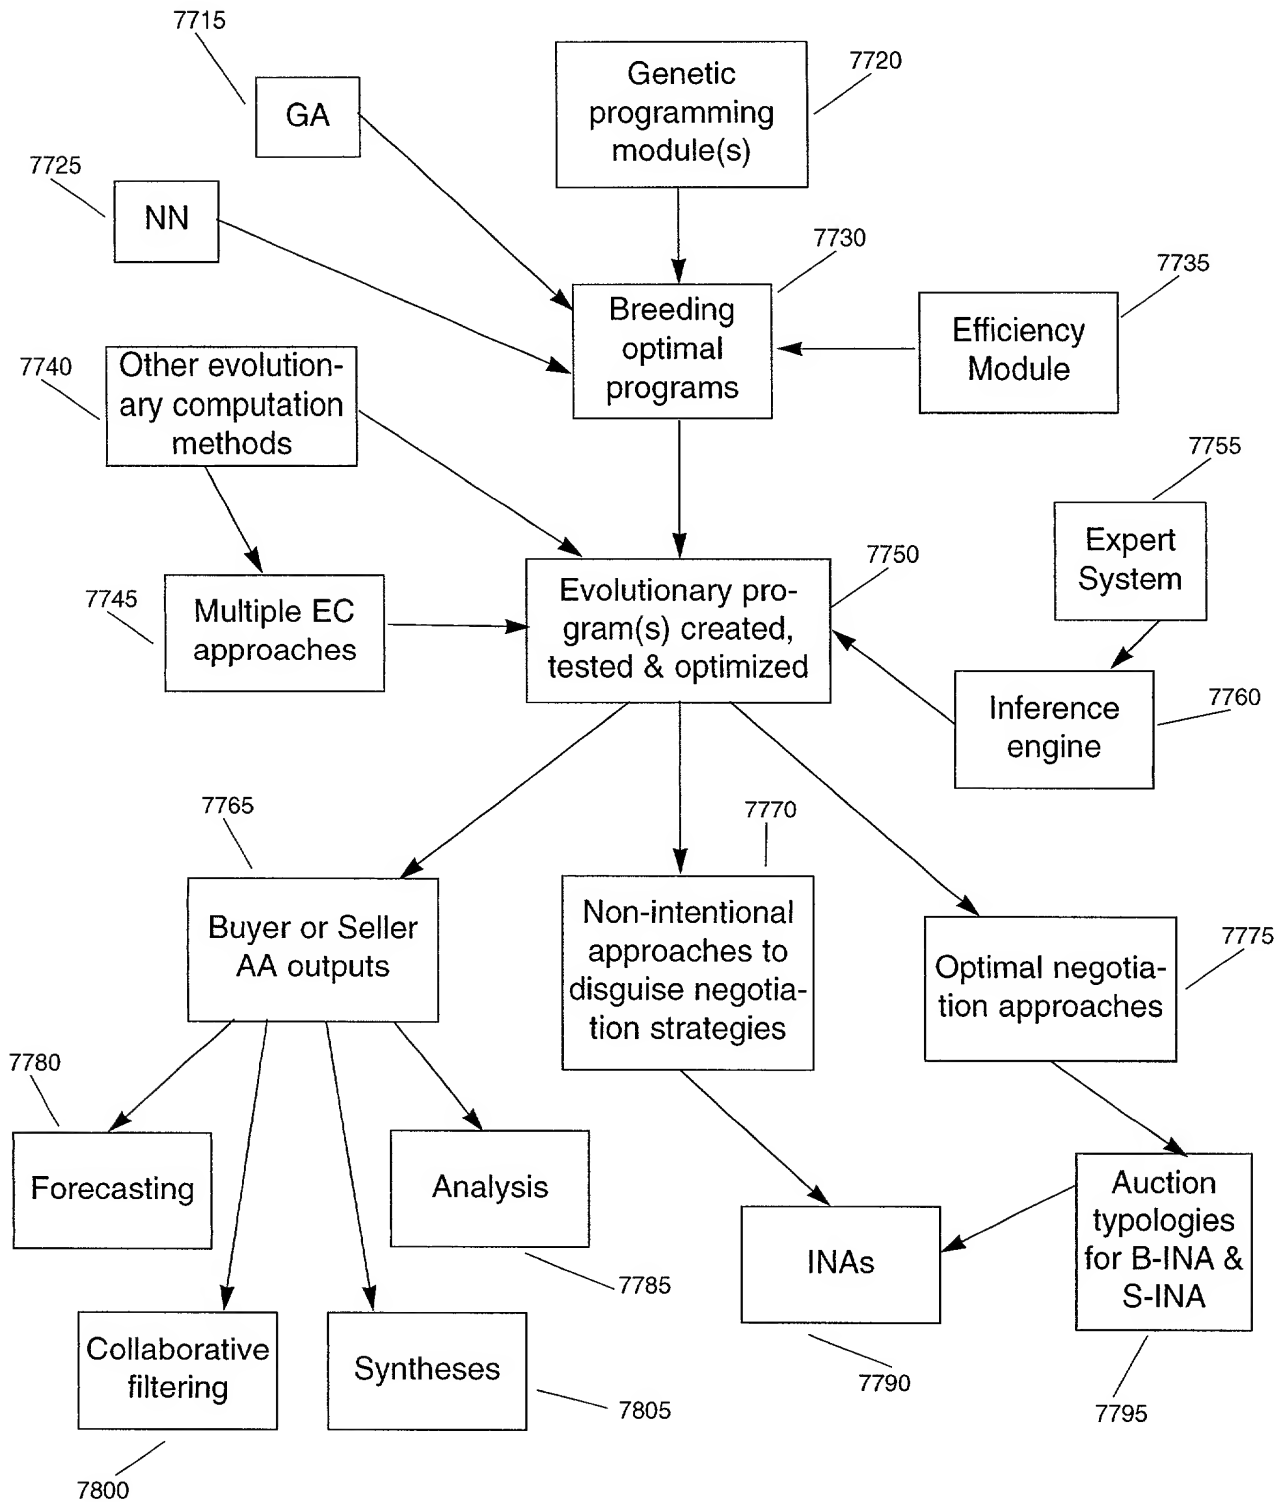 7715
GA
Genetic
programming
module(s)
7720
7725
NN
7730
Breeding
optimal
programs
7735
Efficiency
Module
7740
Other evolution-
ary computation
methods
7755
Expert
System
7745
Multiple EC
approaches
7750
Evolutionary pro-
gram(s) created,
tested & optimized
Inference
engine
7760
7765
Buyer or Seller
AA outputs
7770
Non-intentional
approaches to
disguise negotia-
tion strategies
7775
Optimal negotia-
tion approaches
7780
Forecasting
Analysis
7785
INAs
7790
Auction
typologies
for B-INA &
S-INA
7795
Collaborative
filtering
7800
Syntheses
7805